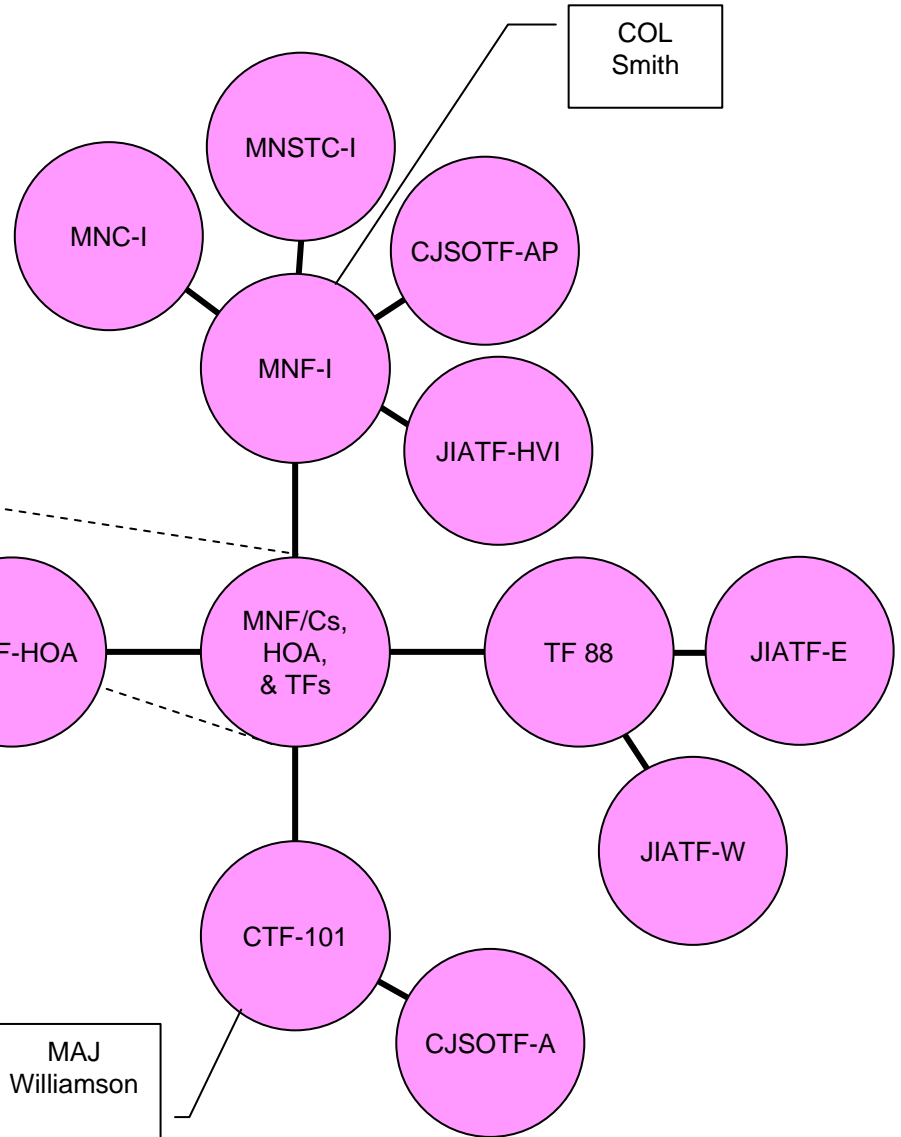 COL
Smith
MNSTC-I
MNC-I
CJSOTF-AP
MNF-I
JIATF-HVI
MNF/Cs,
HOA,
& TFs
F-HOA
TF 88
JIATF-E
JIATF-W
CTF-101
CJSOTF-A
MAJ
Williamson